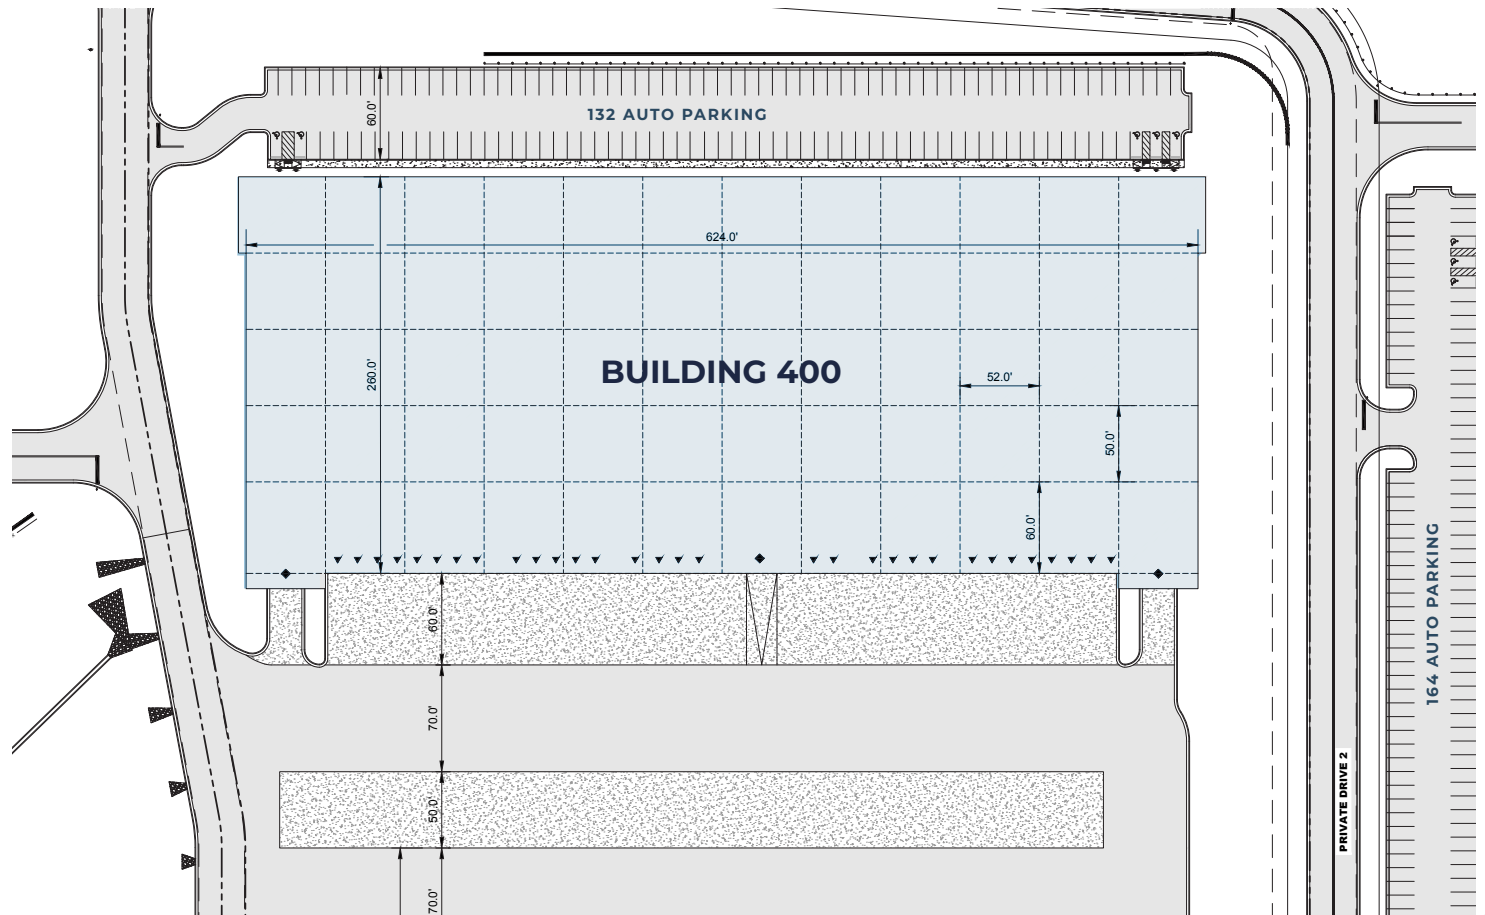 60.0'
132 AUTO PARKING
624.0'
260.0'
BUILDING 400
52.0'
50.0'
60.0'
60.0'
70.0'
50.0'
70.0'
164 AUTO PARKING
PRIVATE DRIVE 2